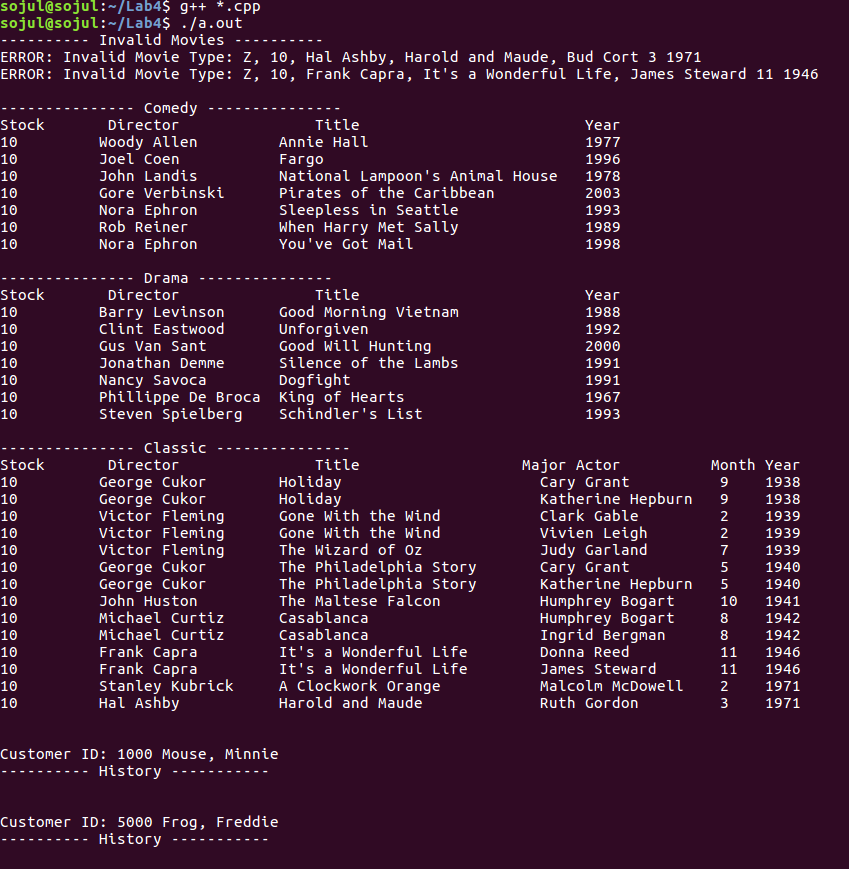 sojul@sojul:~/Lab4$ g++ *.cpp
sojul@sojul:~/Lab4$ ./a.out
---------- Invalid Movies ----------
ERROR: Invalid Movie Type: Z, 10, Hal Ashby, Harold and Maude, Bud Cort 3 1971
ERROR: Invalid Movie Type: Z, 10, Frank Capra, It's a Wonderful Life, James Steward 11 1946

--------------- Comedy ---------------
Stock       Director               Title                         Year
10         Woody Allen         Annie Hall                        1977
10         Joel Coen           Fargo                             1996
10         John Landis         National Lampoon's Animal House   1978
10         Gore Verbinski      Pirates of the Caribbean          2003
10         Nora Ephron         Sleepless in Seattle              1993
10         Rob Reiner          When Harry Met Sally              1989
10         Nora Ephron         You've Got Mail                   1998

--------------- Drama ---------------
Stock       Director               Title                         Year
10         Barry Levinson      Good Morning Vietnam              1988
10         Clint Eastwood      Unforgiven                        1992
10         Gus Van Sant        Good Will Hunting                 2000
10         Jonathan Demme      Silence of the Lambs              1991
10         Nancy Savoca        Dogfight                          1991
10         Phillippe De Broca  King of Hearts                    1967
10         Steven Spielberg    Schindler's List                  1993

--------------- Classic ---------------
Stock       Director               Title                  Major Actor          Month Year
10         George Cukor        Holiday                      Cary Grant          9    1938
10         George Cukor        Holiday                      Katherine Hepburn   9    1938
10         Victor Fleming      Gone With the Wind           Clark Gable         2    1939
10         Victor Fleming      Gone With the Wind           Vivien Leigh        2    1939
10         Victor Fleming      The Wizard of Oz             Judy Garland        7    1939
10         George Cukor        The Philadelphia Story       Cary Grant          5    1940
10         George Cukor        The Philadelphia Story       Katherine Hepburn   5    1940
10         John Huston         The Maltese Falcon           Humphrey Bogart     10   1941
10         Michael Curtiz      Casablanca                   Humphrey Bogart     8    1942
10         Michael Curtiz      Casablanca                   Ingrid Bergman      8    1942
10         Frank Capra         It's a Wonderful Life        Donna Reed          11   1946
10         Frank Capra         It's a Wonderful Life        James Steward       11   1946
10         Stanley Kubrick     A Clockwork Orange           Malcolm McDowell    2    1971
10         Hal Ashby           Harold and Maude             Ruth Gordon         3    1971

Customer ID: 1000 Mouse, Minnie
---------- History -----------

Customer ID: 5000 Frog, Freddie
---------- History -----------